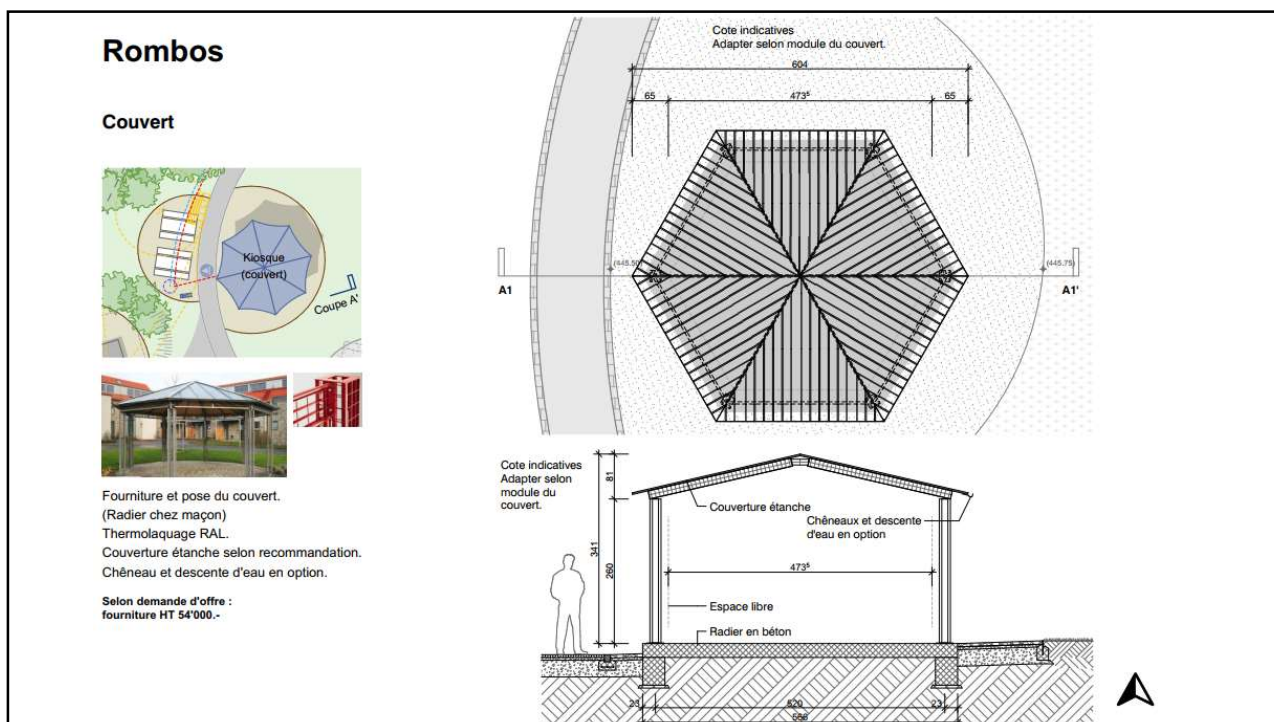 Rombos
Couvert
Kiosque
(couvert)
Coupe A'
Fourniture et pose du couvert.
(Radier chez maçon)
Thermolaquage RAL.
Couverture étanche selon recommandation.
Chêneau et descente d'eau en option.
Selon demande d'offre :
fourniture HT 54'000.-
Cote indicatives
Adapter selon module du couvert.
604
65
473⁵
65
(445.50)
(445.75)
A1
A1'
Cote indicatives
Adapter selon
module du
couvert.
81
341
260
Couverture étanche
Chêneaux et descente
d'eau en option
473⁵
Espace libre
Radier en béton
23
520
23
566